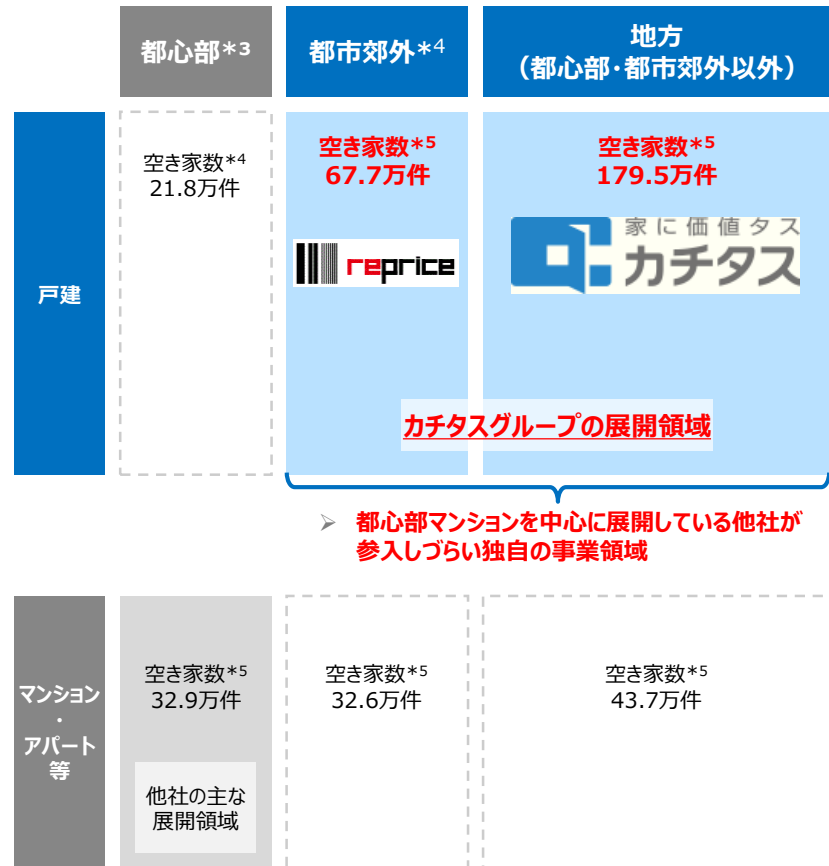 都心部*3
都市郊外*4
地方
（都心部・都市郊外以外）
戸建
空き家数*4
21.8万件
空き家数*5
67.7万件
reprice
空き家数*5
179.5万件
家に価値タス
カチタス
カチタスグループの展開領域
➢ 都心部マンションを中心に展開している他社が
参入しづらい独自の事業領域
マンション
・
アパート
等
空き家数*5
32.9万件
他社の主な
展開領域
空き家数*5
32.6万件
空き家数*5
43.7万件